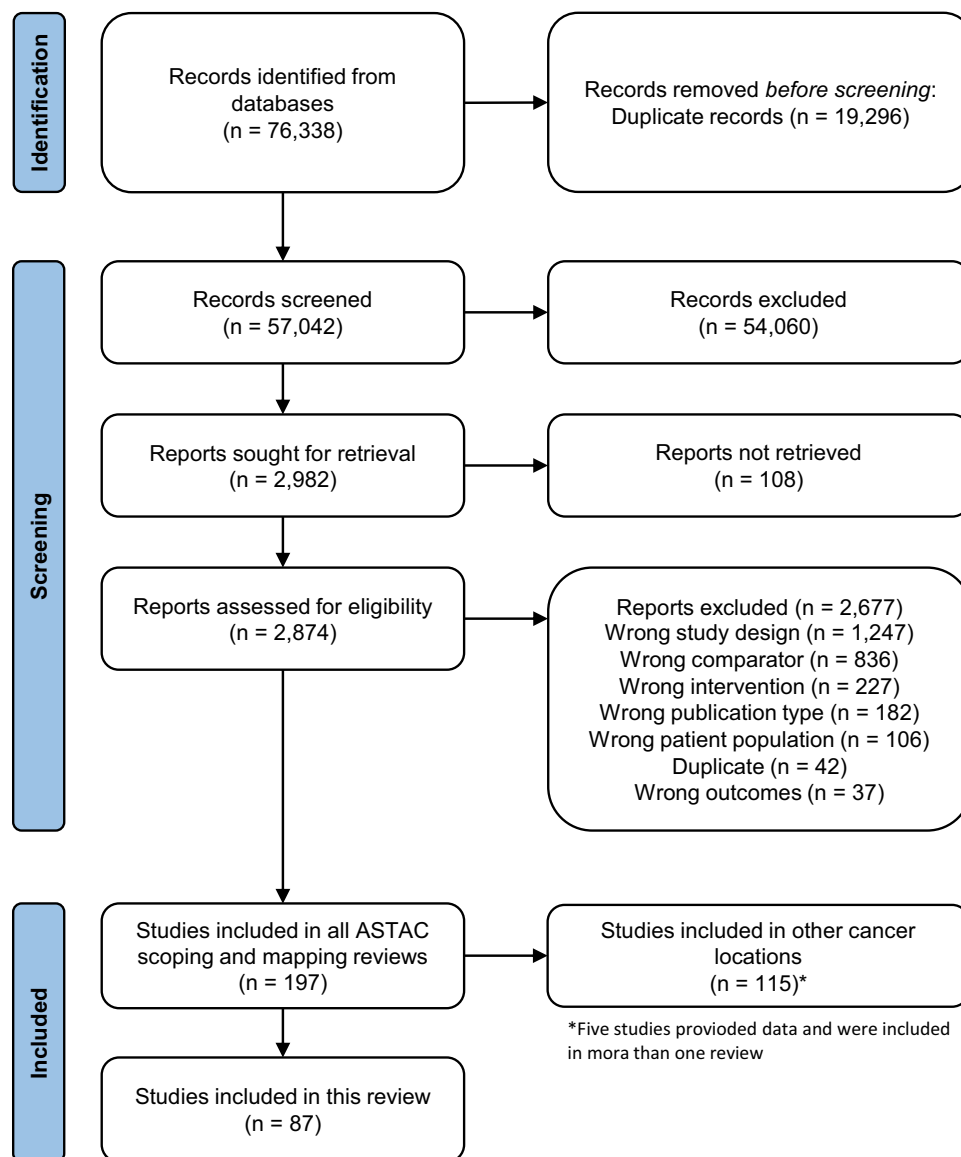 Identification
Records identified from
databases
(n = 76,338)
Records removed before screening:
Duplicate records (n = 19,296)
Screening
Records screened
(n = 57,042)
Records excluded
(n = 54,060)
Reports sought for retrieval
(n = 2,982)
Reports not retrieved
(n = 108)
Reports assessed for eligibility
(n = 2,874)
Reports excluded (n = 2,677)
Wrong study design (n = 1,247)
Wrong comparator (n = 836)
Wrong intervention (n = 227)
Wrong publication type (n = 182)
Wrong patient population (n = 106)
Duplicate (n = 42)
Wrong outcomes (n = 37)
Included
Studies included in all ASTAC
scoping and mapping reviews
(n = 197)
Studies included in other cancer
locations
(n = 115)*
*Five studies provioded data and were included
in mora than one review
Studies included in this review
(n = 87)